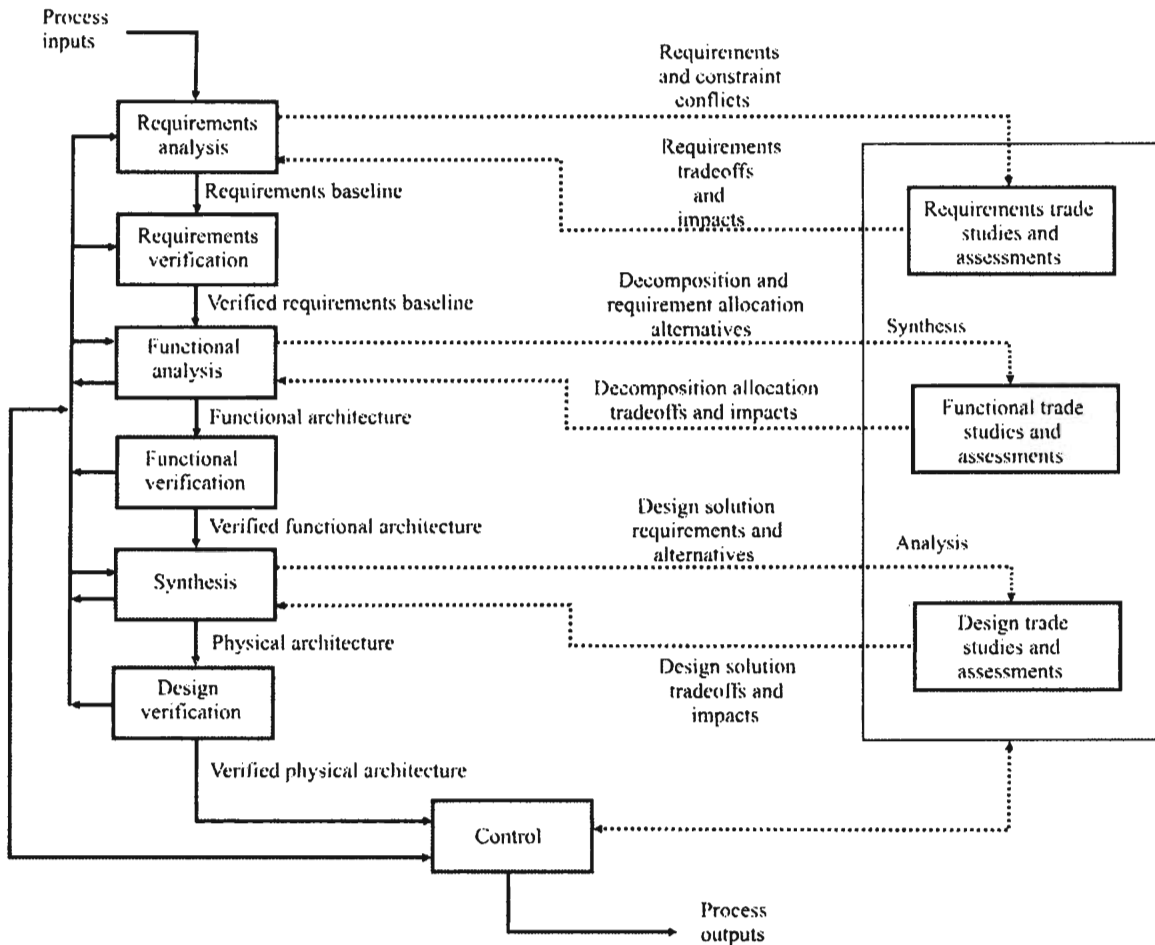 Process
inputs
Requirements
and constraint
conflicts
Requirements
analysis
Requirements
tradeoffs
and
impacts
Requirements baseline
Requirements trade
studies and
assessments
Requirements
verification
Verified requirements baseline
Decomposition and
requirement allocation
alternatives
Synthesis
Functional
analysis
Decomposition allocation
tradeoffs and impacts
Functional trade
studies and
assessments
Functional architecture
Functional
verification
Verified functional architecture
Design solution
requirements and
alternatives
Analysis
Synthesis
Physical architecture
Design trade
studies and
assessments
Design solution
tradeoffs and
impacts
Design
verification
Verified physical architecture
Control
Process
outputs